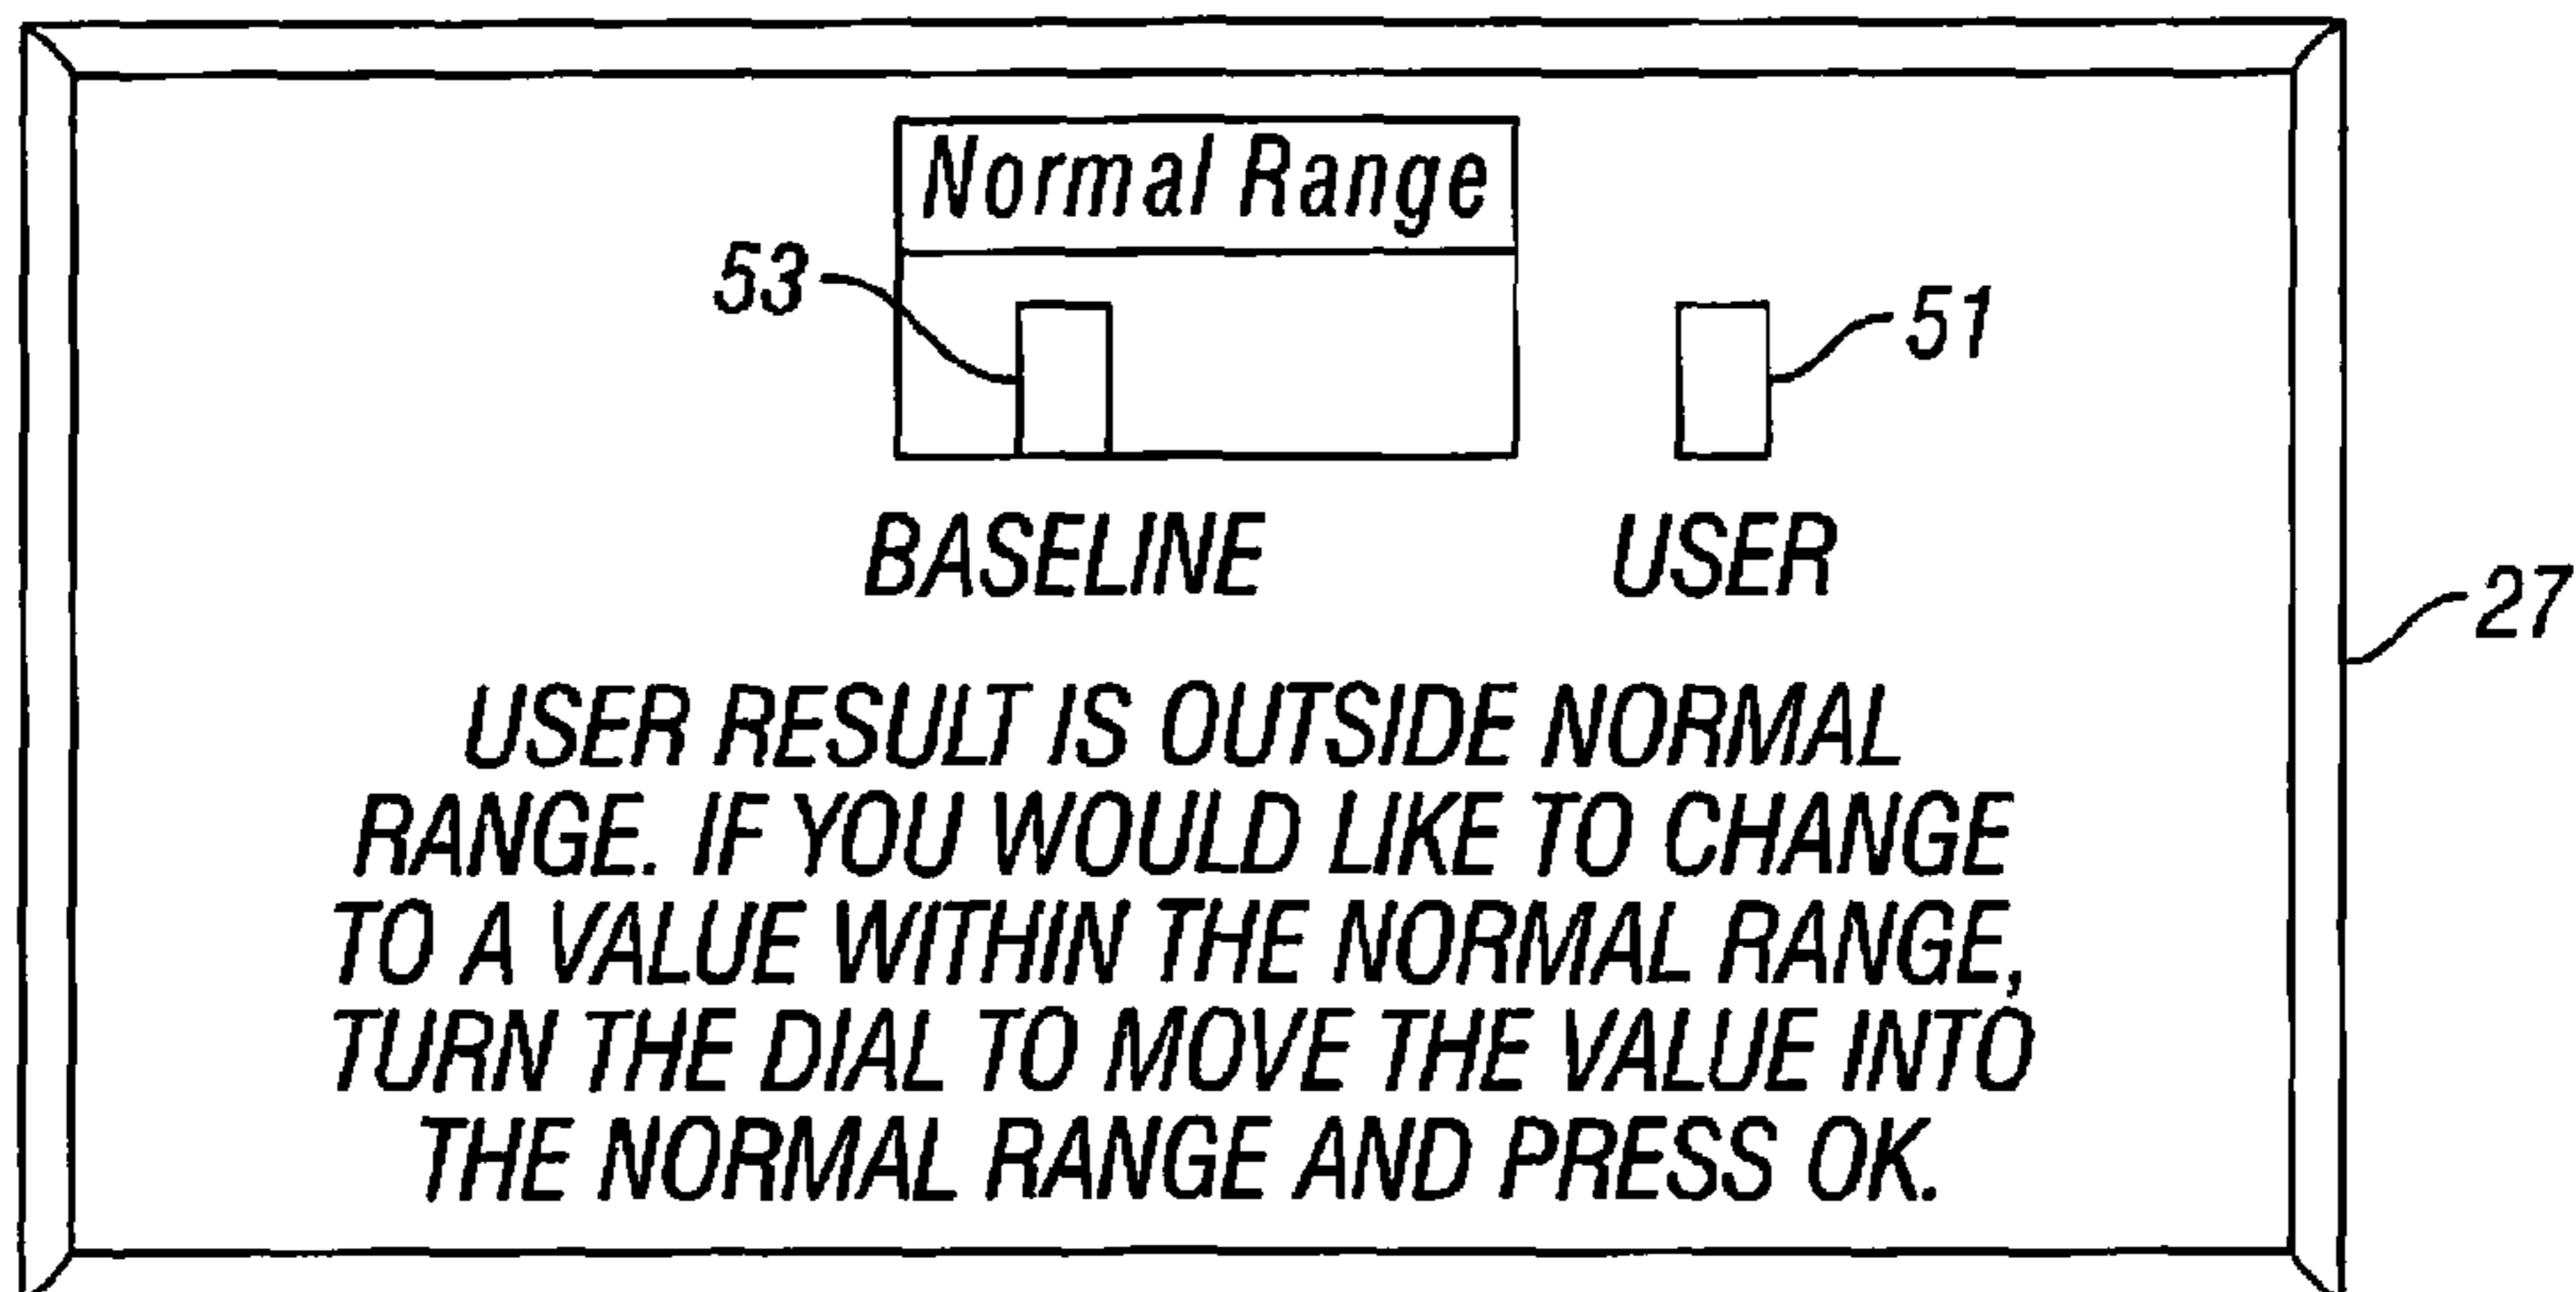 Normal Range
53
51
BASELINE USER
27
USER RESULT IS OUTSIDE NORMAL
RANGE. IF YOU WOULD LIKE TO CHANGE
TO A VALUE WITHIN THE NORMAL RANGE,
TURN THE DIAL TO MOVE THE VALUE INTO
THE NORMAL RANGE AND PRESS OK.